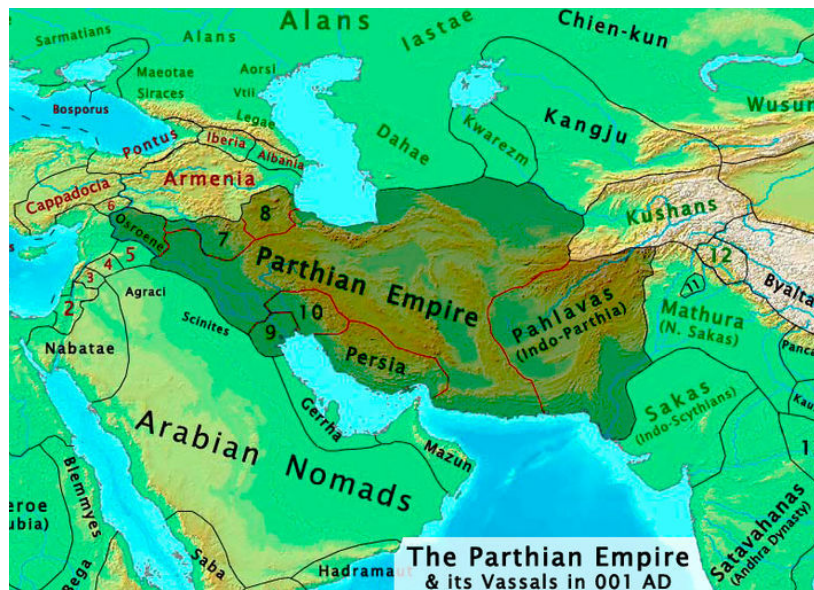 Sarmatians
Alans
Alans
Iastae
Chien-kun
Maeotae
Siraces
Aorsi
Vtii
Bosporus
Legae
Wusun
Pontus
Iberia
Albania
Dahae
Kwarezm
Kangju
Cappadocia
Armenia
6
Osroene
7
8
Kushans
5
4
3
2
Agraci
Parthian Empire
12
11
Byalta
Scinites
10
9
Pahlavas
(Indo-Parthia)
Mathura
(N. Sakas)
Nabatae
Persia
Gerrha
Sakas
(Indo-Scythians)
Arabian Nomads
Mazun
1
Blemmyes
eroe
ubia)
Bega
Saba
Hadramaut
Satavahanas
(Andhra Dynasty)
The Parthian Empire
& its Vassals in 001 AD